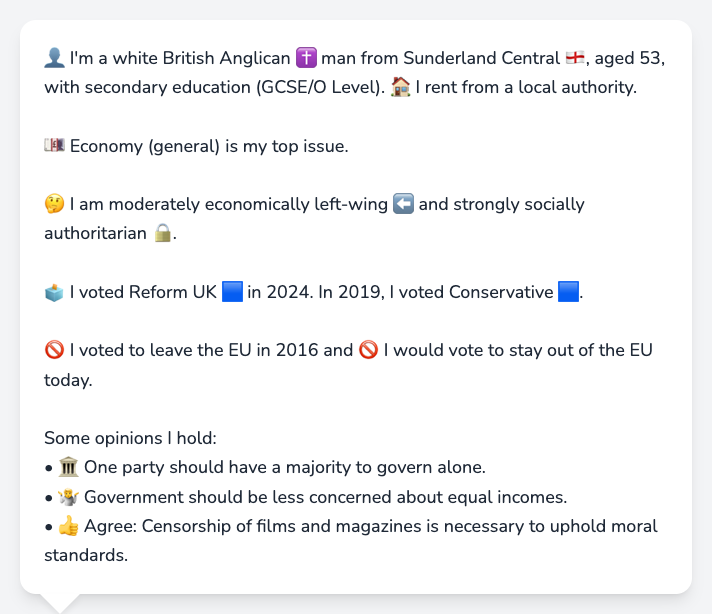 👤 I'm a white British Anglican ✝️ man from Sunderland Central 🏴󠁧󠁢󠁥󠁮󠁧󠁿, aged 53,
with secondary education (GCSE/O Level). 🏠 I rent from a local authority.
💷 Economy (general) is my top issue.
🤔 I am moderately economically left-wing ⬅️ and strongly socially
authoritarian 🔒.
🗳️ I voted Reform UK 🟦 in 2024. In 2019, I voted Conservative 🟦.
🚫 I voted to leave the EU in 2016 and 🚫 I would vote to stay out of the EU
today.
Some opinions I hold:
• 🏛️ One party should have a majority to govern alone.
• 🤷 Government should be less concerned about equal incomes.
• 👍 Agree: Censorship of films and magazines is necessary to uphold moral
standards.